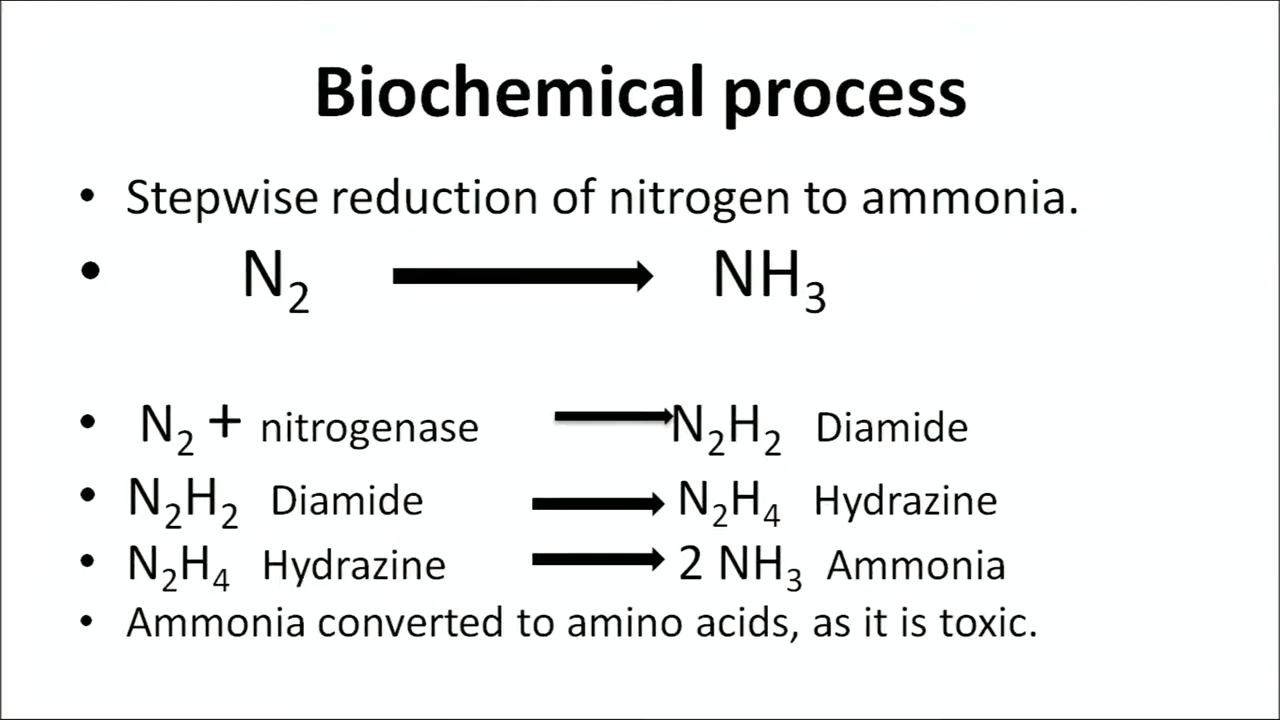 Biochemical process
• Stepwise reduction of nitrogen to ammonia.
• N₂ → NH₃
• N₂ + nitrogenase → N₂H₂ Diamide
• N₂H₂ Diamide → N₂H₄ Hydrazine
• N₂H₄ Hydrazine → 2 NH₃ Ammonia
• Ammonia converted to amino acids, as it is toxic.